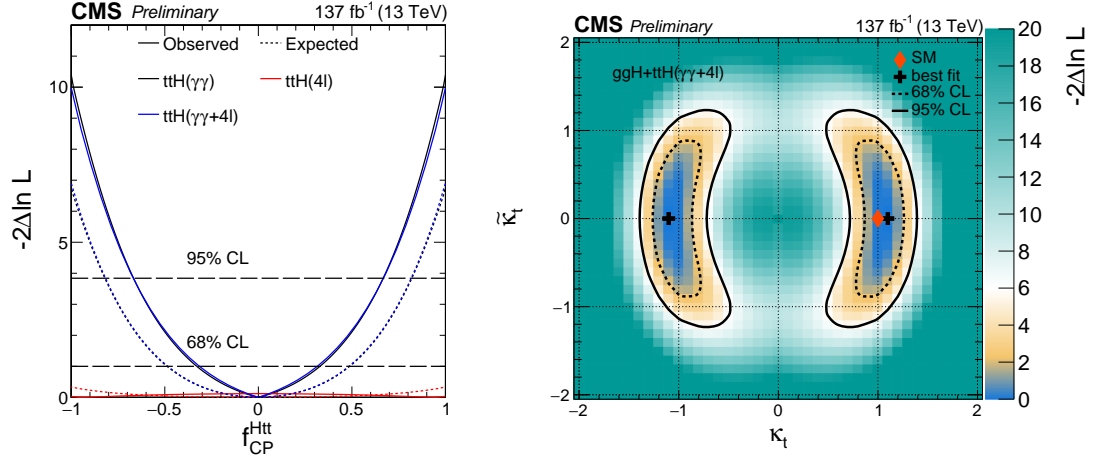 CMS Preliminary 137 fb⁻¹ (13 TeV)
Observed Expected
ttH(γγ) ttH(4l)
ttH(γγ+4l)
95% CL
68% CL
-2Δln L
0 5 10
−1 −0.5 0 0.5 1
f_CP^Htt
CMS Preliminary 137 fb⁻¹ (13 TeV)
ggH+ttH(γγ+4l)
SM
best fit
68% CL
95% CL
κ̃_t
2
1
0
−1
−2
−2 −1 0 1 2
κ_t
20
18
16
14
12
10
8
6
4
2
0
-2Δln L